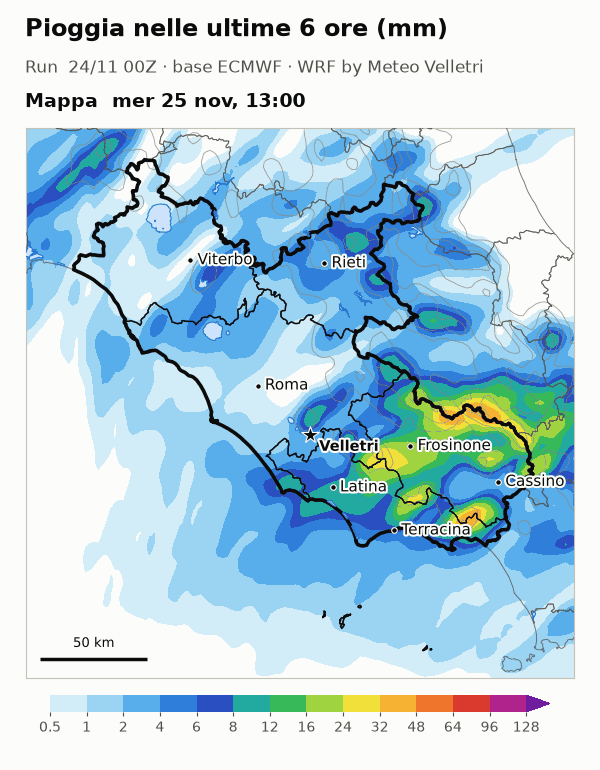 Pioggia nelle ultime 6 ore (mm)
Run  24/11 00Z · base ECMWF · WRF by Meteo Velletri
Mappa  mer 25 nov, 13:00
Viterbo
Rieti
Roma
Velletri
Frosinone
Cassino
Latina
Terracina
50 km
0.5 1 2 4 6 8 12 16 24 32 48 64 96 128